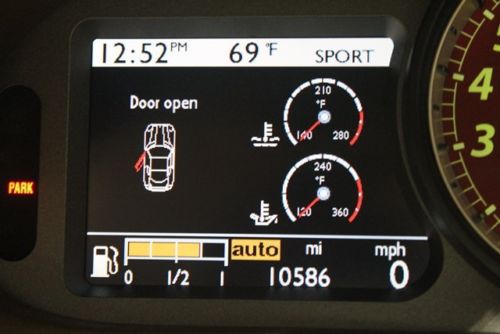 12:52PM 69 °F SPORT
Door open
210
°F
140 280
240
°F
120 360
PARK
4
3
auto mi mph
0 1/2 1 10586 0